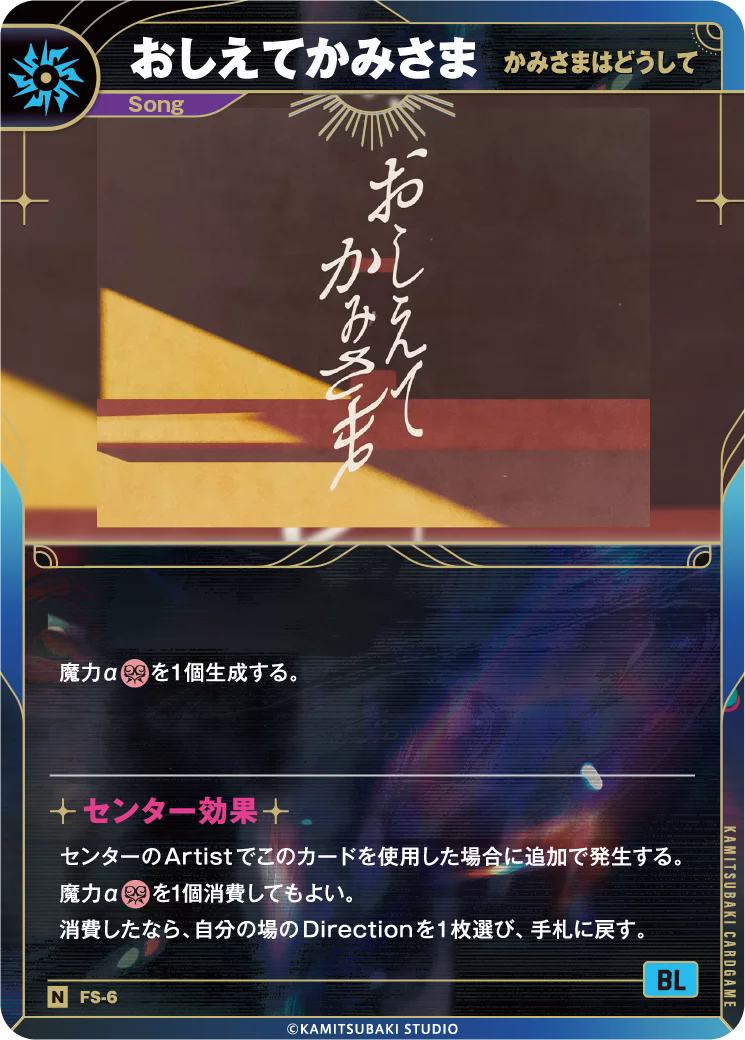 おしえてかみさま かみさまはどうして
Song
おしえて
かみさま
魔力αを1個生成する。
センター効果
センターのArtistでこのカードを使用した場合に追加で発生する。
魔力αを1個消費してもよい。
消費したなら、自分の場のDirectionを1枚選び、手札に戻す。
KAMITSUBAKI CARDGAME
BL
N FS-6
©KAMITSUBAKI STUDIO